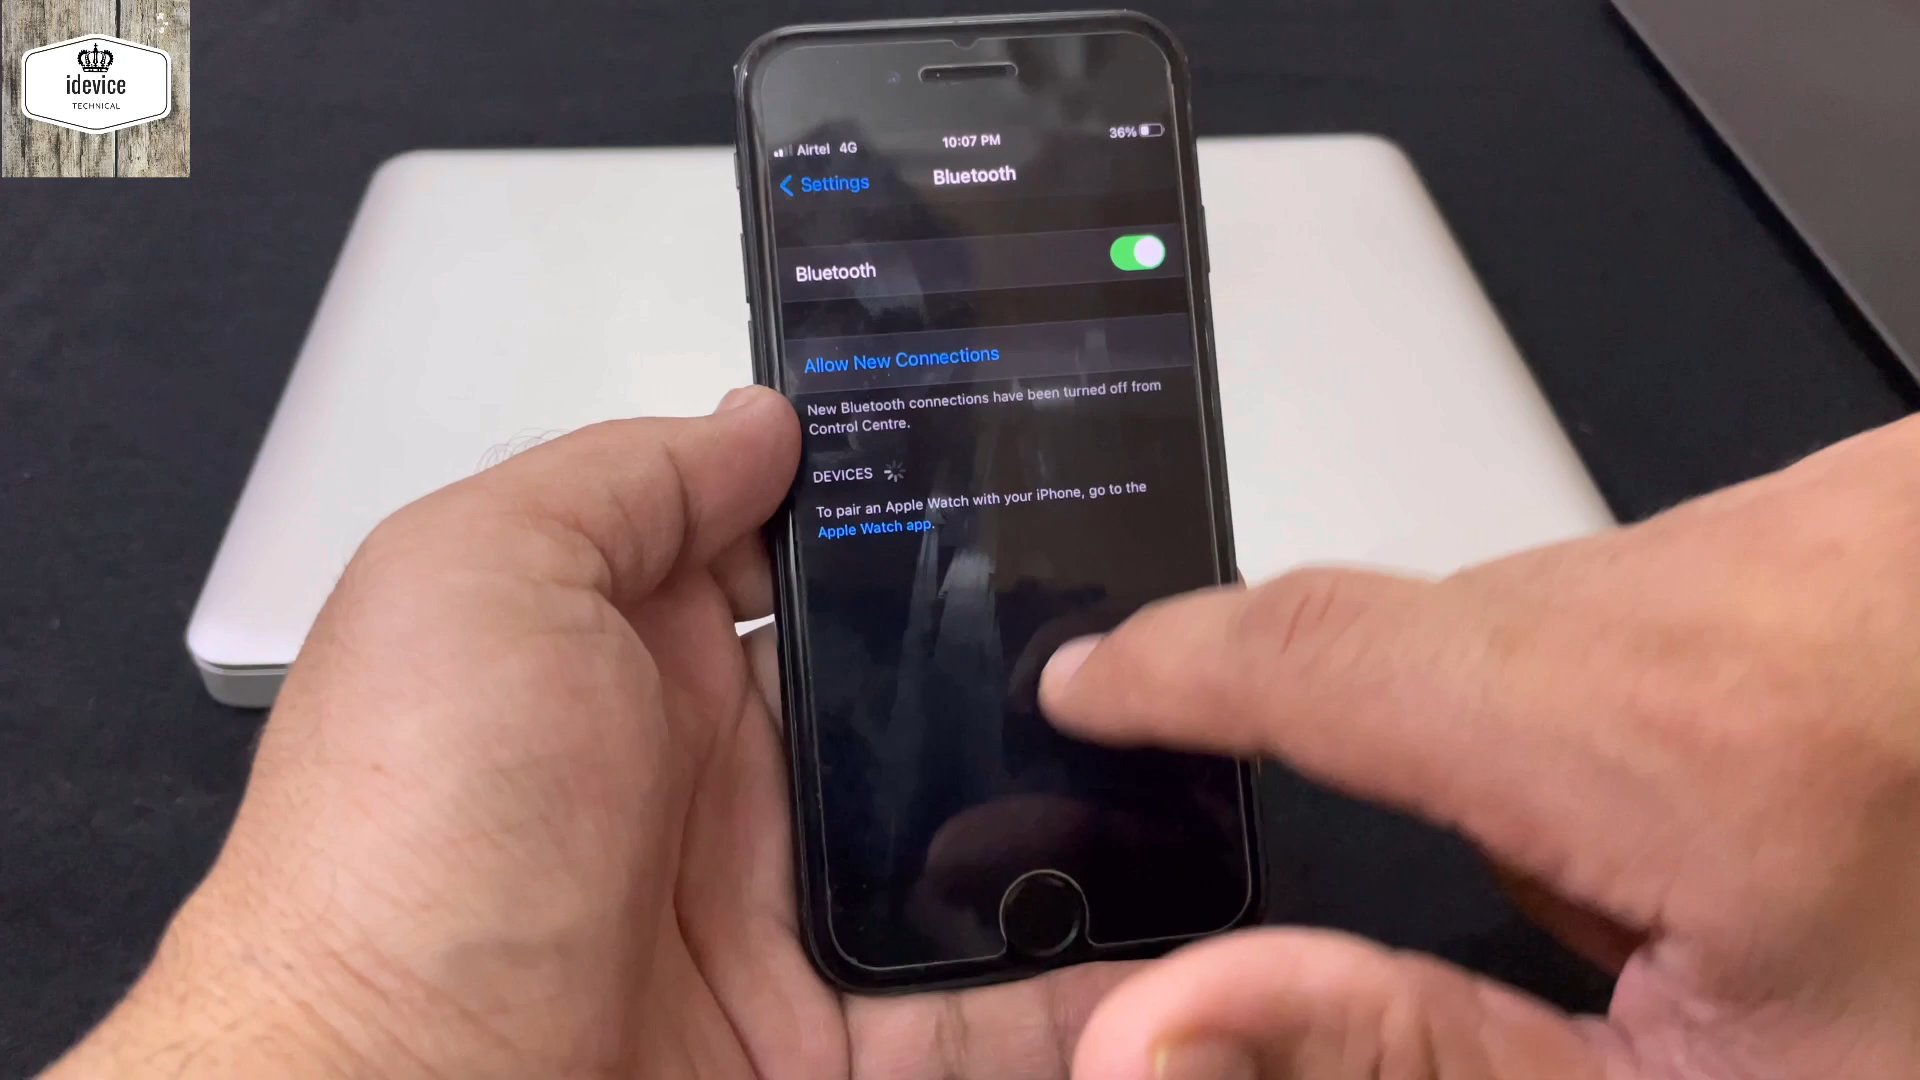 idevice
TECHNICAL
Airtel 4G
10:07 PM
36%
Settings
Bluetooth
Bluetooth
Allow New Connections
New Bluetooth connections have been turned off from
Control Centre.
DEVICES
To pair an Apple Watch with your iPhone, go to the
Apple Watch app.